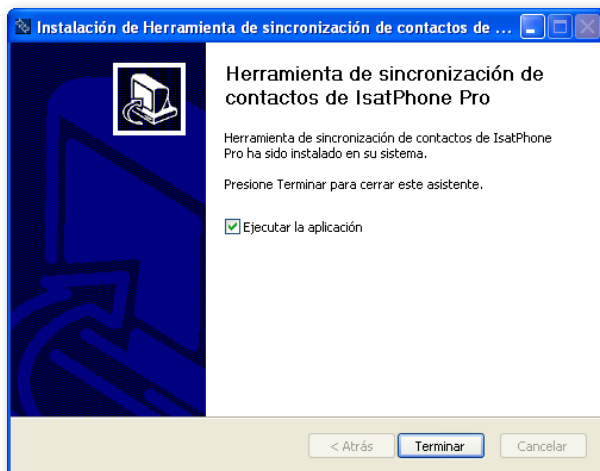 Instalación de Herramienta de sincronización de contactos de ...
Herramienta de sincronización de
contactos de IsatPhone Pro
Herramienta de sincronización de contactos de IsatPhone
Pro ha sido instalado en su sistema.
Presione Terminar para cerrar este asistente.
Ejecutar la aplicación
< Atrás
Terminar
Cancelar